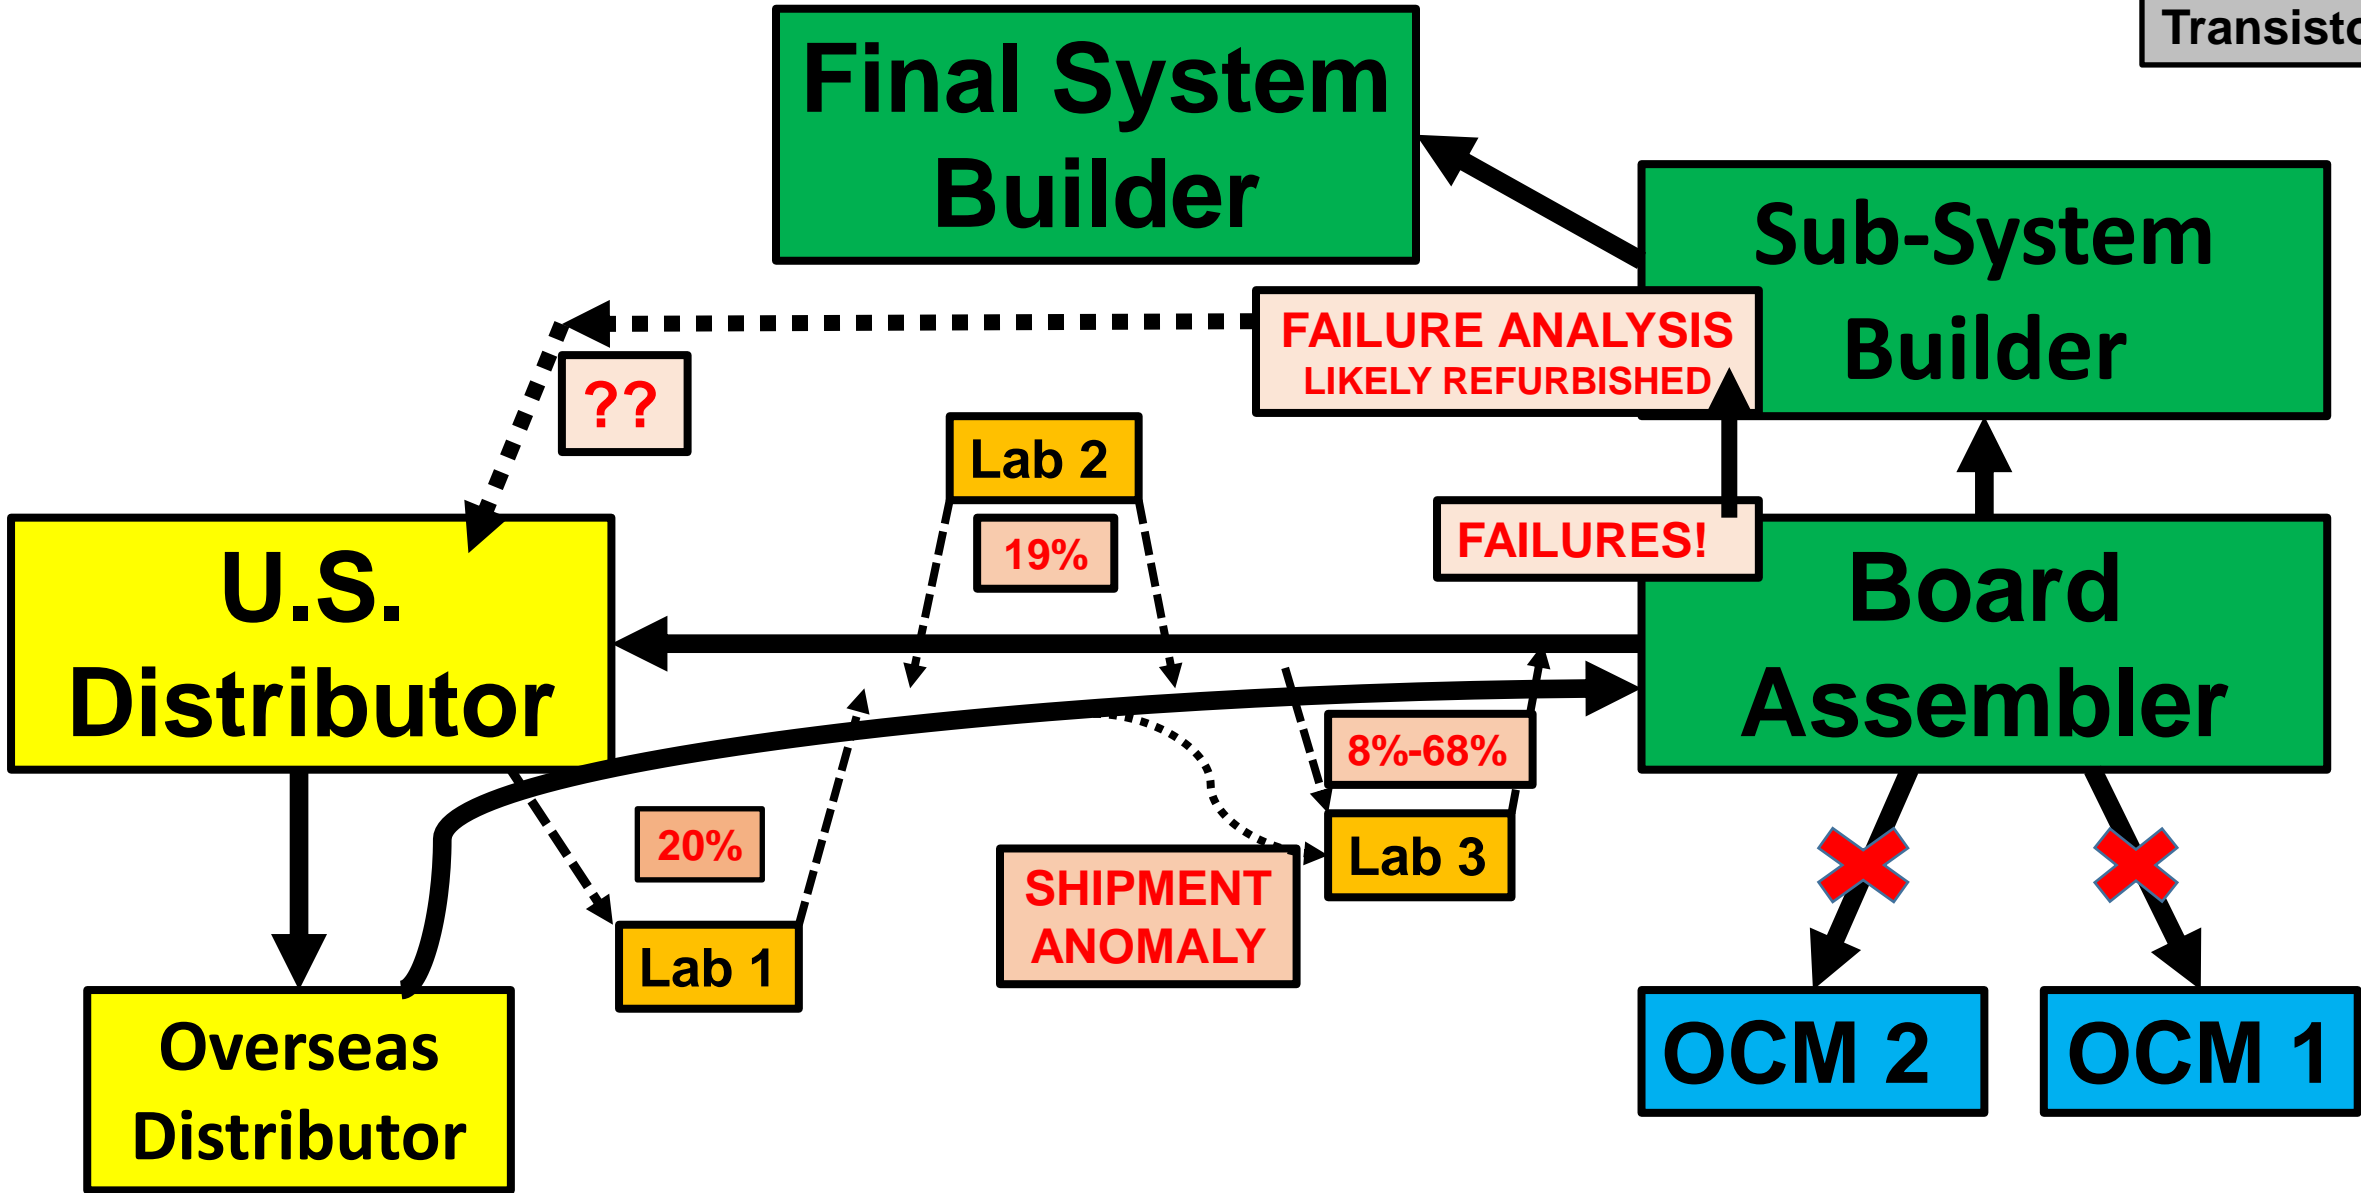 Final System
Builder
Sub-System
Builder
FAILURE ANALYSIS
LIKELY REFURBISHED
??
Lab 2
19%
FAILURES!
U.S.
Distributor
Board
Assembler
8%-68%
20%
Lab 3
SHIPMENT
ANOMALY
Lab 1
Overseas
Distributor
OCM 2
OCM 1